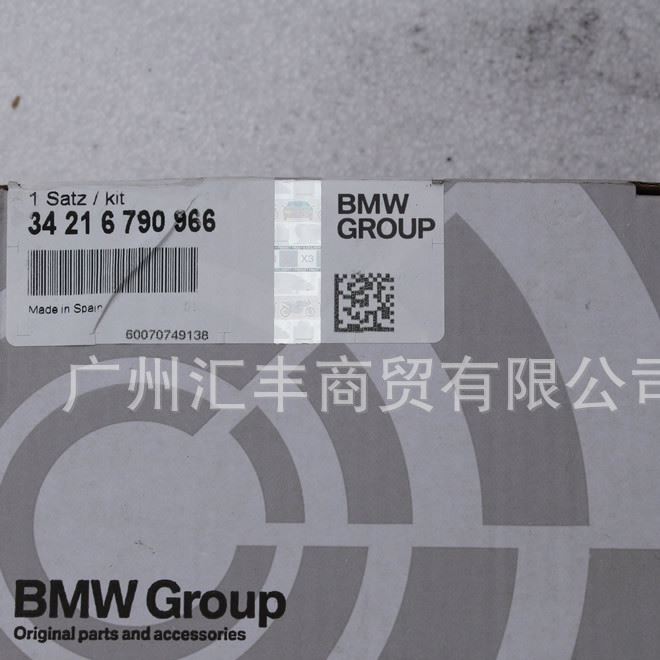 1 Satz / kit
34 21 6 790 966
Made in Spain
60070749138
X3
BMW
GROUP
广州汇丰商贸有限公司
BMW Group
Original parts and accessories